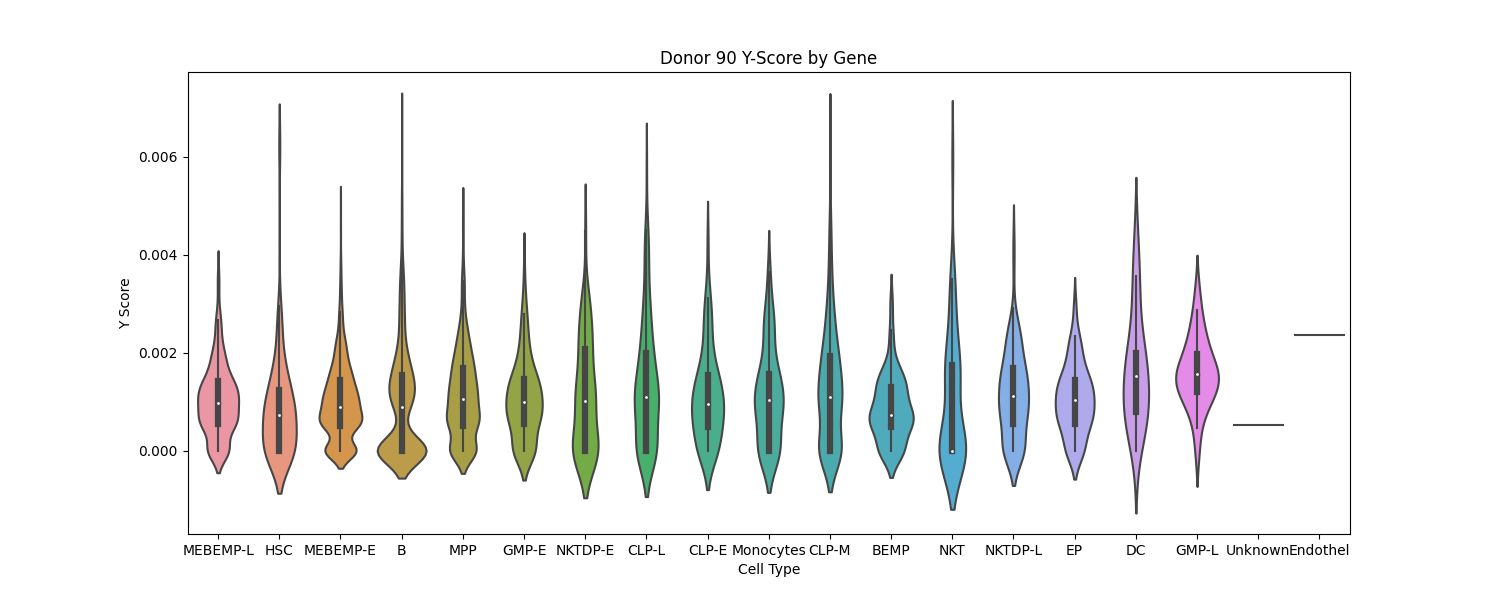 Donor 90 Y-Score by Gene
Y Score
0.006
0.004
0.002
0.000
MEBEMP-L HSC MEBEMP-E B MPP GMP-E NKTDP-E CLP-L CLP-E Monocytes CLP-M BEMP NKT NKTDP-L EP DC GMP-L Unknown Endothel
Cell Type